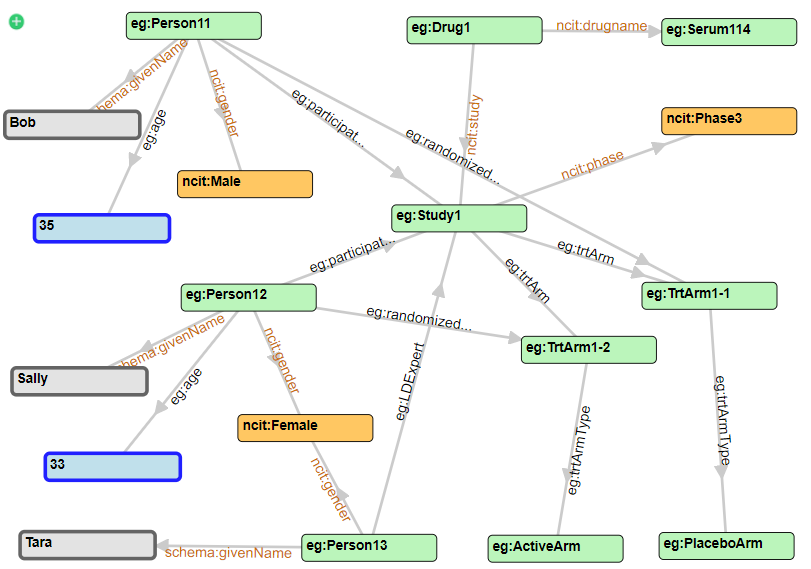 eg:Person11
eg:Drug1
ncit:drugname
eg:Serum114
schema:givenName
Bob
eg:age
ncit:gender
eg:participat...
eg:randomized...
ncit:study
ncit:Phase3
ncit:phase
ncit:Male
35
eg:Study1
eg:participat...
eg:trtArm
eg:trtArm
eg:Person12
eg:TrtArm1-1
eg:randomized...
schema:givenName
eg:TrtArm1-2
Sally
eg:age
ncit:gender
eg:LDExpert
eg:trtArmType
ncit:Female
eg:trtArmType
33
ncit:gender
Tara
schema:givenName
eg:Person13
eg:ActiveArm
eg:PlaceboArm